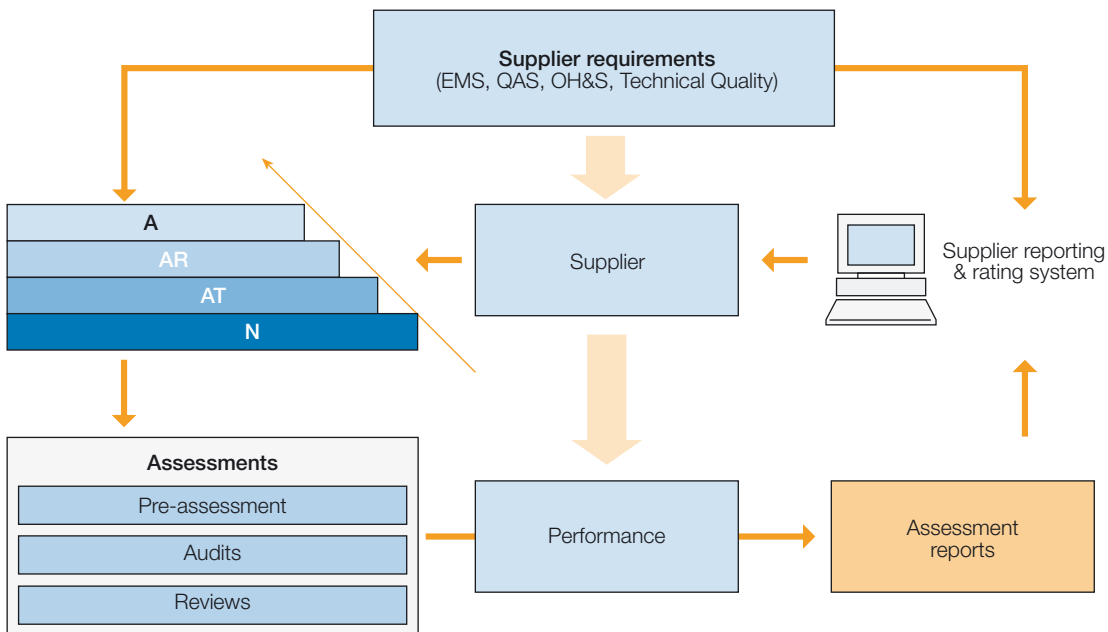 Supplier requirements
(EMS, QAS, OH&S, Technical Quality)
A
AR
AT
N
Supplier
Supplier reporting
& rating system
Assessments
Pre-assessment
Audits
Reviews
Performance
Assessment
reports